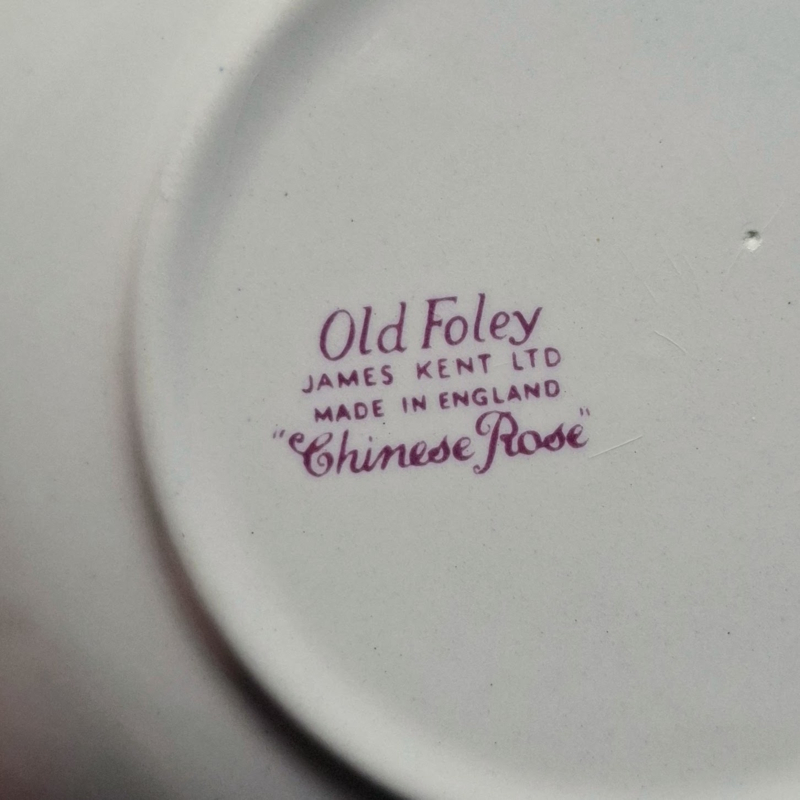 Old Foley
JAMES KENT LTD
MADE IN ENGLAND
"Chinese Rose"